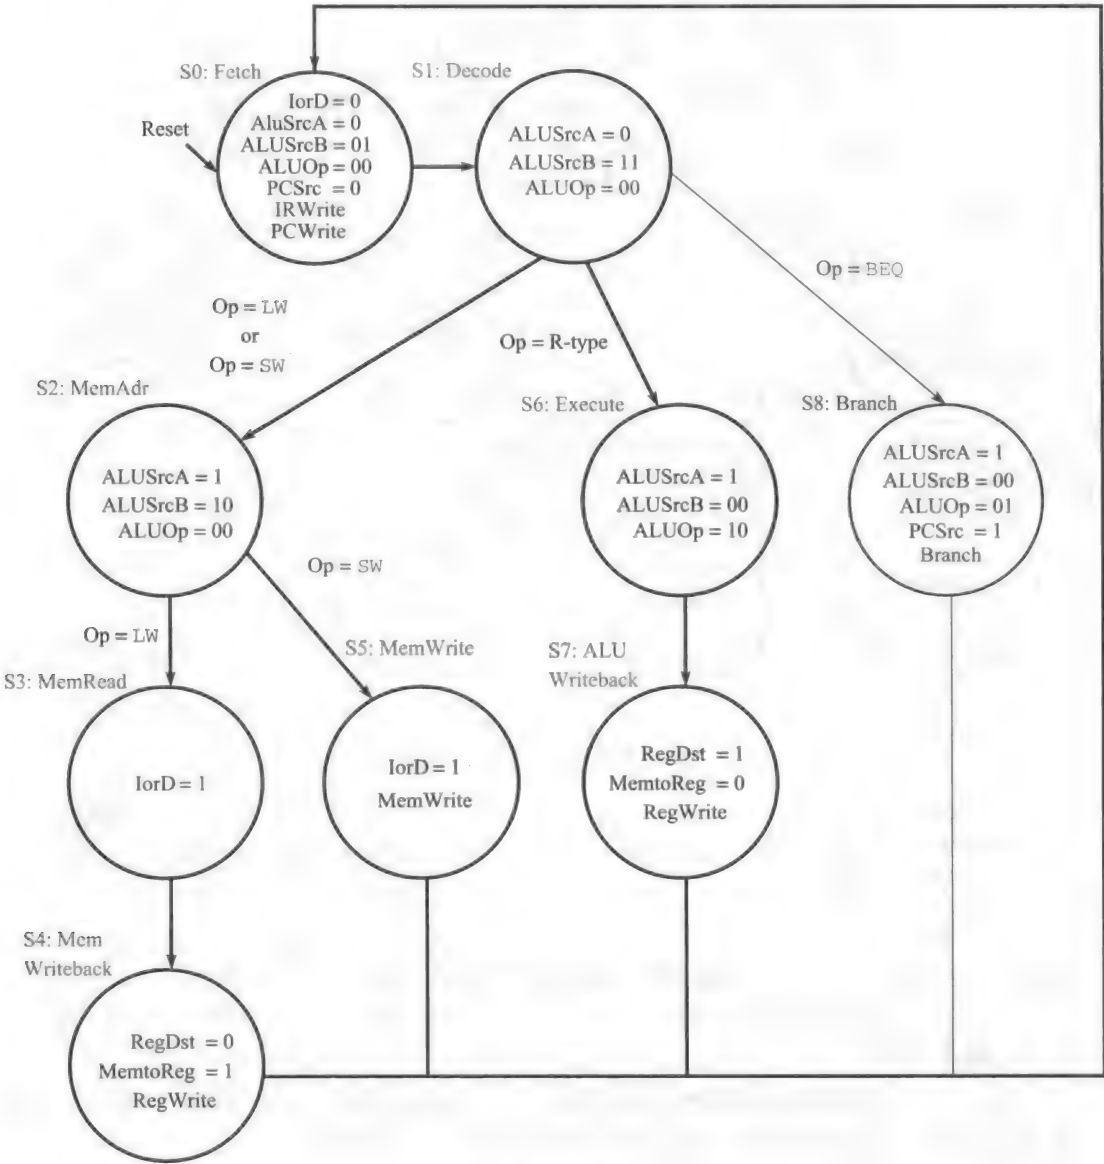 S0: Fetch
S1: Decode
Reset
IorD = 0
AluSrcA = 0
ALUSrcB = 01
ALUOp = 00
PCSrc = 0
IRWrite
PCWrite
ALUSrcA = 0
ALUSrcB = 11
ALUOp = 00
Op = BEQ
Op = LW
or
Op = SW
Op = R-type
S2: MemAdr
S6: Execute
S8: Branch
ALUSrcA = 1
ALUSrcB = 10
ALUOp = 00
ALUSrcA = 1
ALUSrcB = 00
ALUOp = 10
ALUSrcA = 1
ALUSrcB = 00
ALUOp = 01
PCSrc = 1
Branch
Op = SW
Op = LW
S3: MemRead
S5: MemWrite
S7: ALU
Writeback
IorD = 1
IorD = 1
MemWrite
RegDst = 1
MemtoReg = 0
RegWrite
S4: Mem
Writeback
RegDst = 0
MemtoReg = 1
RegWrite